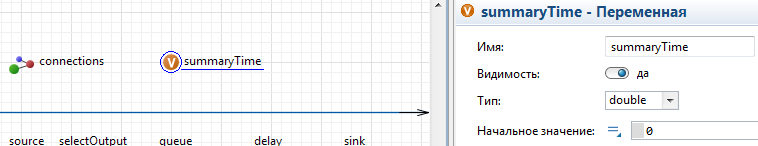 connections
summaryTime
source selectOutput queue delay sink
summaryTime - Переменная
Имя: summaryTime
Видимость: да
Тип: double
Начальное значение: 0